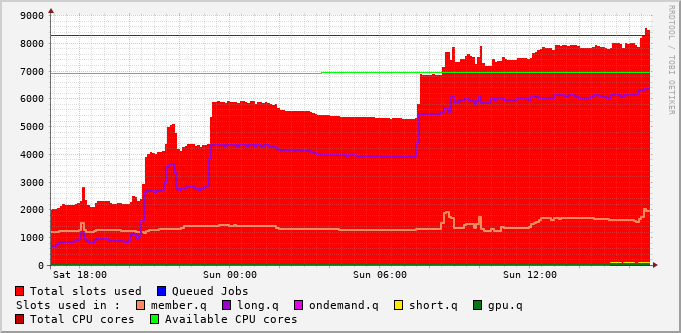 9000
8000
7000
6000
5000
4000
3000
2000
1000
0
Sat 18:00 Sun 00:00 Sun 06:00 Sun 12:00
RRDTOOL / TOBI OETIKER
Total slots used Queued Jobs
Slots used in : member.q long.q ondemand.q short.q gpu.q
Total CPU cores Available CPU cores